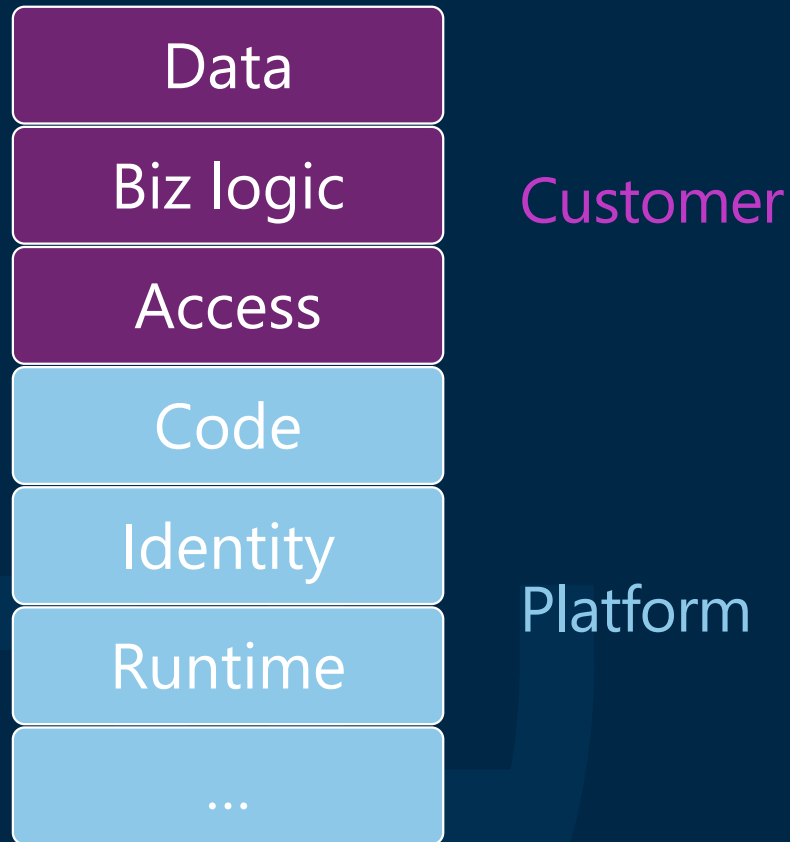 Data
Biz logic
Customer
Access
Code
Identity
Platform
Runtime
...